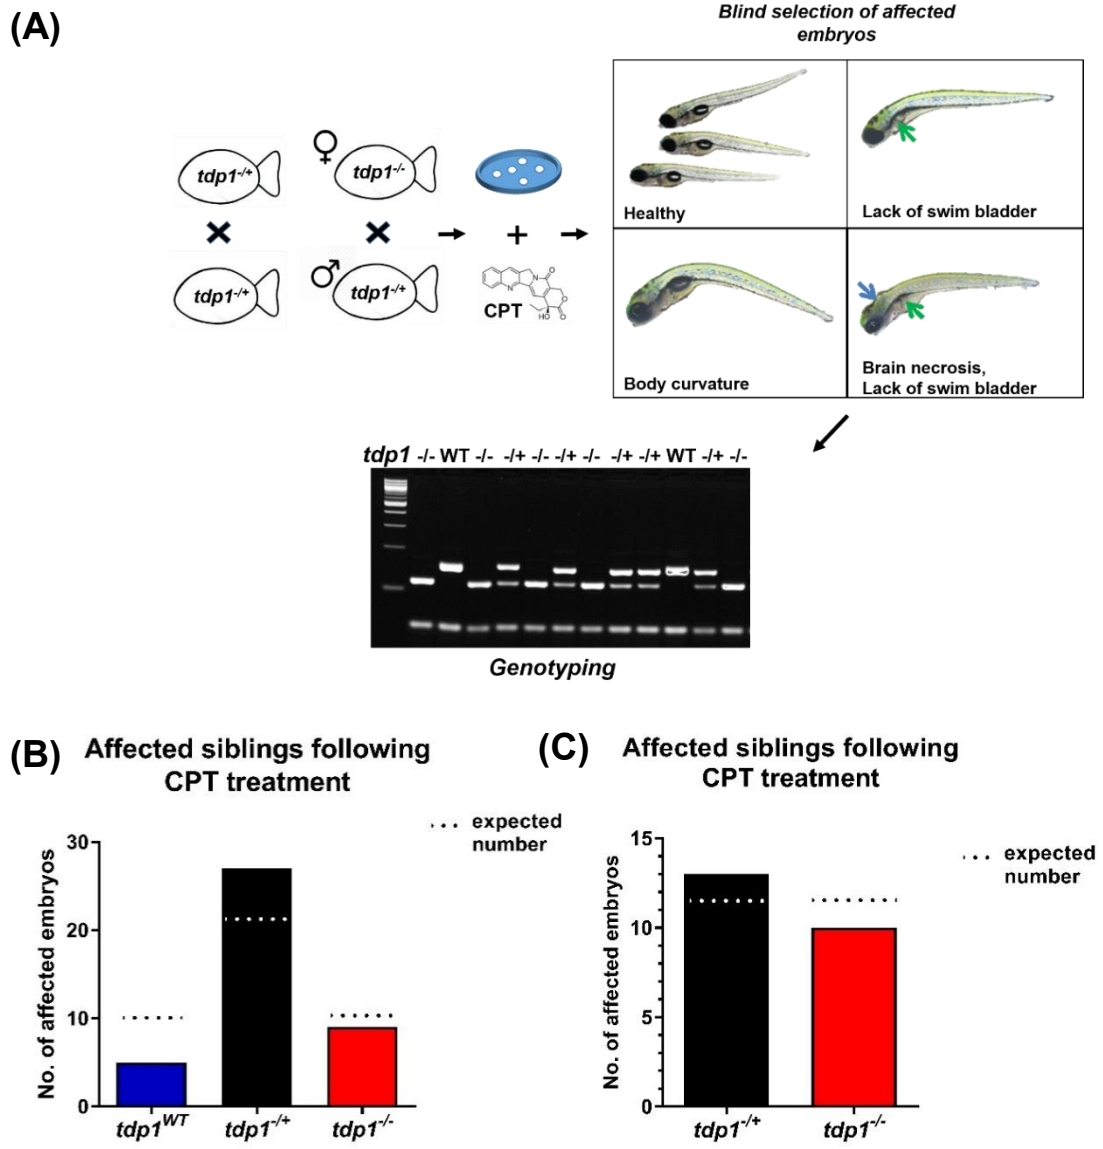 (A)
Blind selection of affected
embryos
tdp1-/+
♀
tdp1-/-
tdp1-/+
♂
tdp1-/+
+
CPT
N
O
N
O
HO
O
Healthy
Lack of swim bladder
Body curvature
Brain necrosis,
Lack of swim bladder
tdp1 -/- WT -/- -/+ -/- -/+ -/- -/+ -/+ WT -/+ -/-
Genotyping
(B)
Affected siblings following
CPT treatment
expected
number
No. of affected embryos
30
20
10
0
tdp1WT
tdp1-/+
tdp1-/-
(C)
Affected siblings following
CPT treatment
expected
number
No. of affected embryos
15
10
5
0
tdp1-/+
tdp1-/-